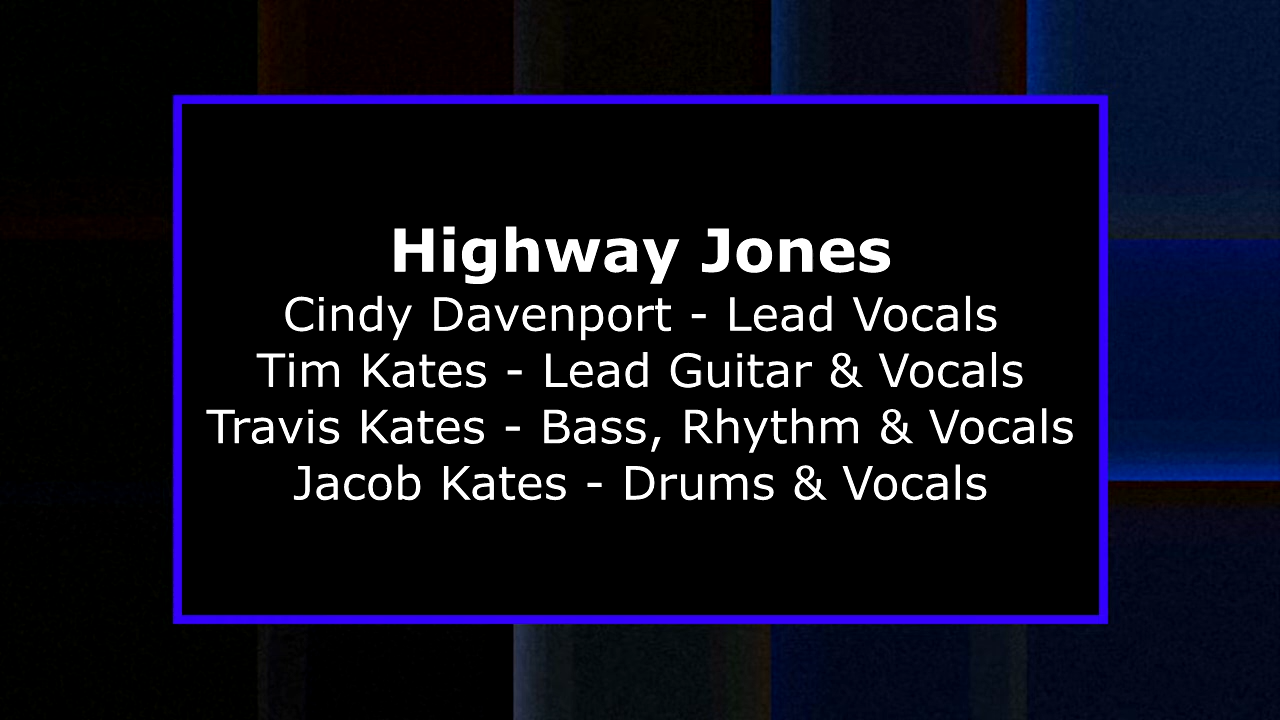 Highway Jones
Cindy Davenport - Lead Vocals
Tim Kates - Lead Guitar & Vocals
Travis Kates - Bass, Rhythm & Vocals
Jacob Kates - Drums & Vocals